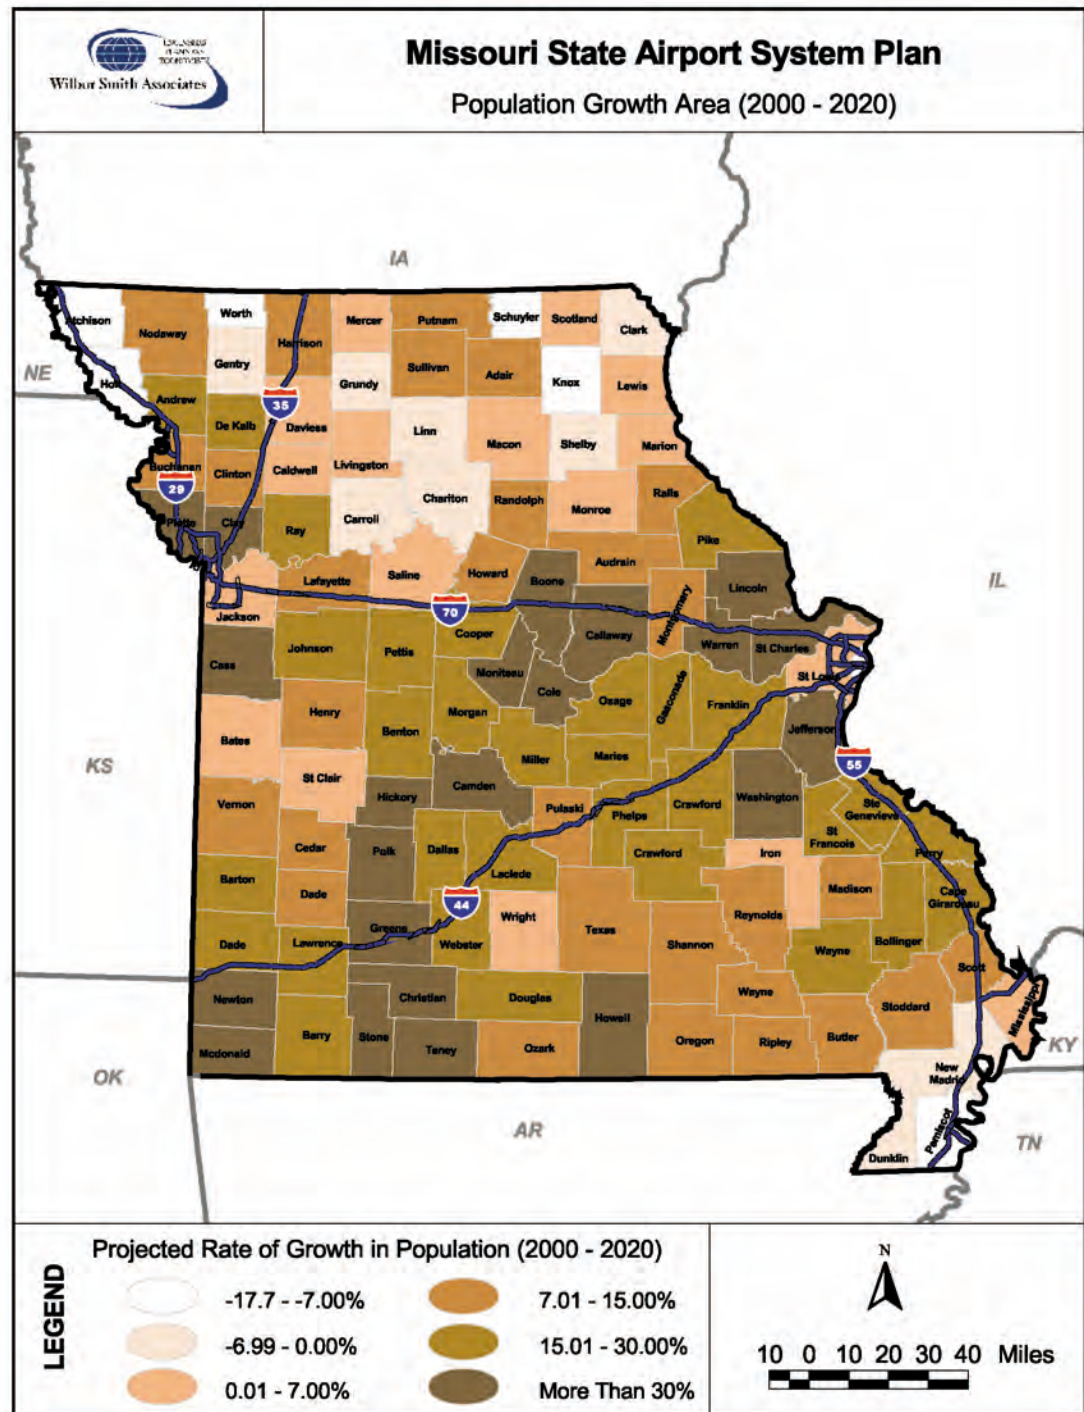 Wilbur Smith Associates
Missouri State Airport System Plan
Population Growth Area (2000 - 2020)
IA
NE
KS
OK
AR
IL
KY
TN
Atchison
Nodaway
Worth
Harrison
Mercer
Putnam
Schuyler
Scotland
Clark
Gentry
Holt
Grundy
Sullivan
Adair
Knox
Lewis
Andrew
De Kalb
35
Daviess
Linn
Macon
Shelby
Marion
Buchanan
Clinton
Caldwell
Livingston
29
Chariton
Randolph
Monroe
Ralls
Platte
Clay
Ray
Carroll
Pike
Lafayette
Saline
Howard
Boone
Audrain
Lincoln
Jackson
70
Montgomery
Cooper
Callaway
Warren
St Charles
Cass
Johnson
Pettis
Moniteau
Cole
St Louis
Osage
Gasconade
Franklin
Henry
Morgan
Jefferson
Bates
Benton
Miller
Maries
55
St Clair
Camden
Hickory
Washington
Vernon
Pulaski
Phelps
Crawford
Ste
Genevieve
St
Francois
Cedar
Polk
Dallas
Laclede
Crawford
Iron
Perry
Barton
Dade
44
Madison
Cape
Girardeau
Wright
Texas
Reynolds
Greene
Webster
Dade
Lawrence
Shannon
Wayne
Bollinger
Scott
Newton
Christian
Douglas
Howell
Wayne
Stoddard
Mississippi
Barry
Stone
Taney
Ozark
Oregon
Ripley
Butler
Mcdonald
New
Madrid
Pemiscot
Dunklin
LEGEND
Projected Rate of Growth in Population (2000 - 2020)
-17.7 - -7.00%
-6.99 - 0.00%
0.01 - 7.00%
7.01 - 15.00%
15.01 - 30.00%
More Than 30%
N
10 0 10 20 30 40 Miles